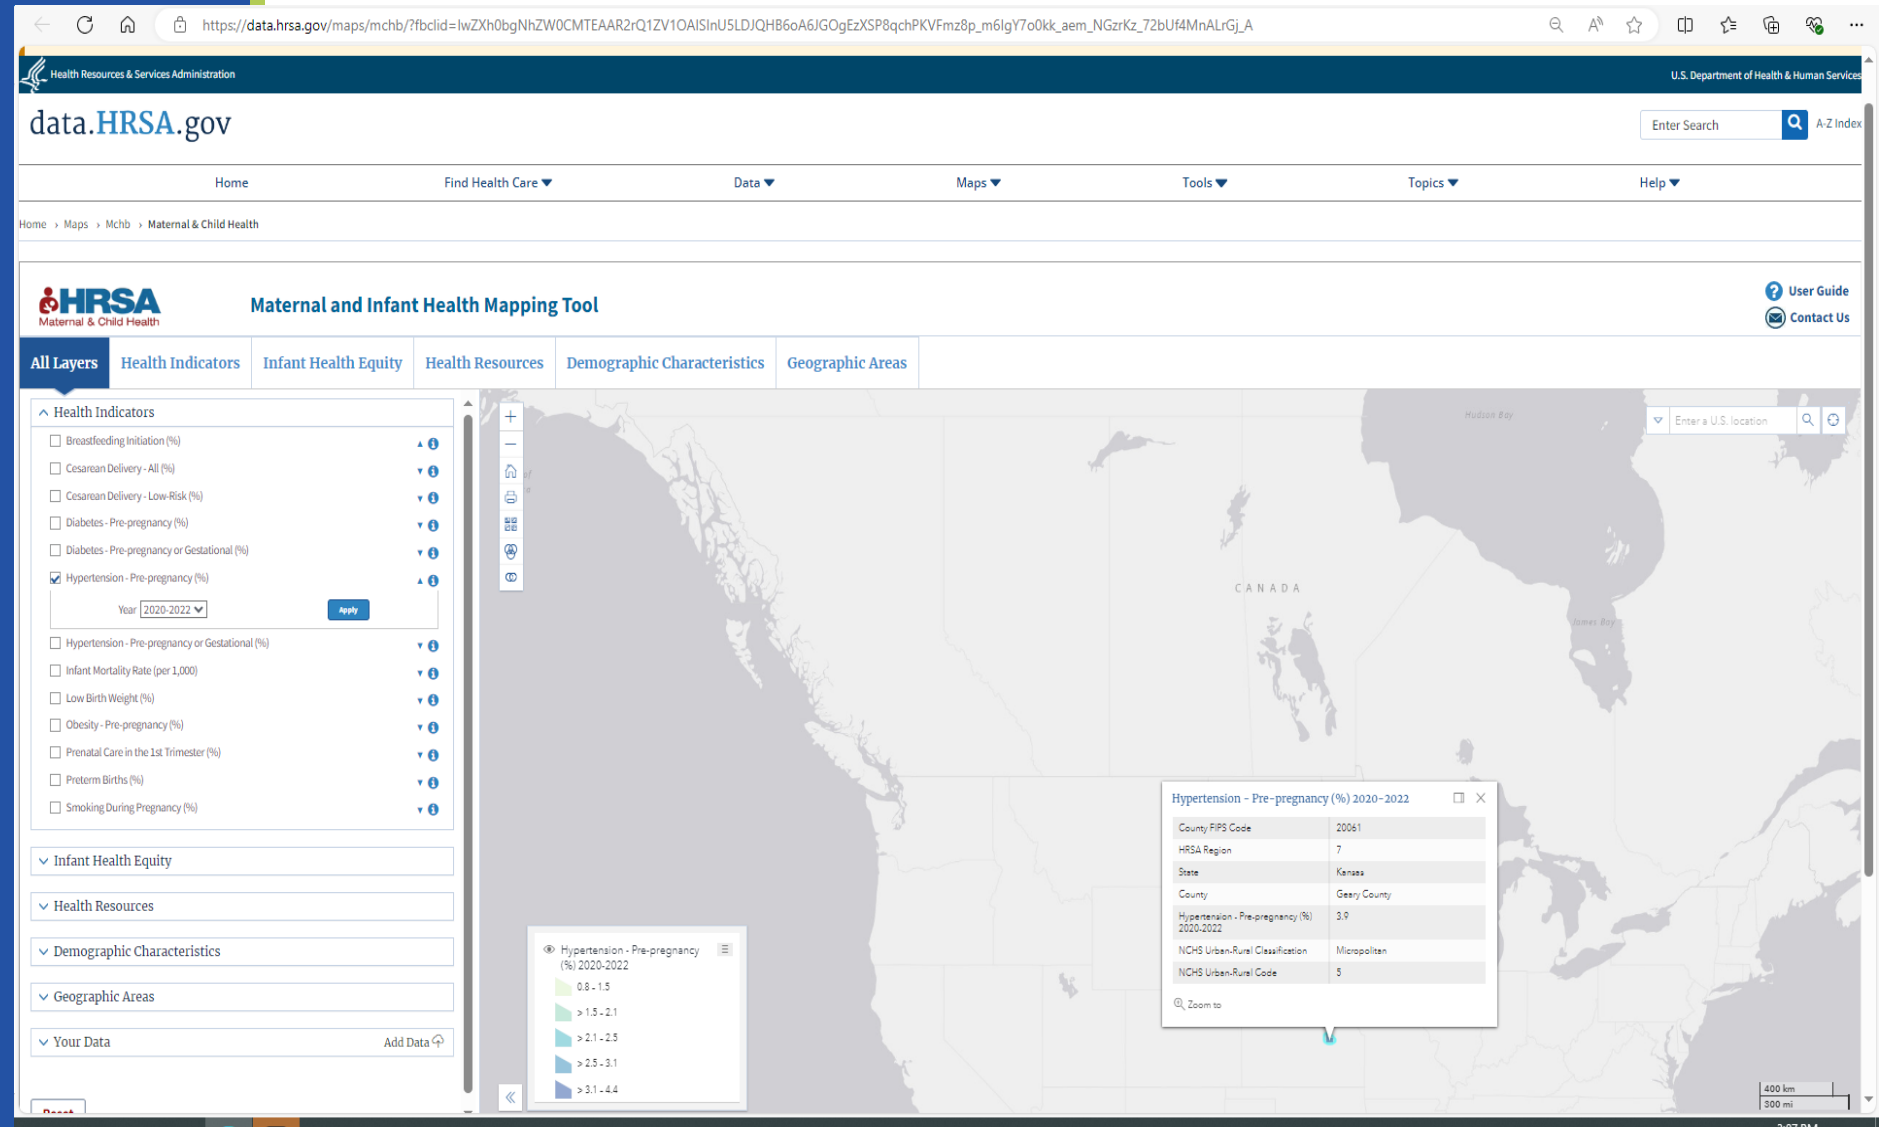 https://data.hrsa.gov/maps/mchb/?fbclid=IwZXh0bgNhZW0CMTEAAR2rQ1ZV1OAISInU5LDJQHB6oA6JGOgEzXSP8qchPKVFmz8p_m6IgY7o0kk_aem_NGzrKz_72bUf4MnALrGj_A
Health Resources & Services Administration
U.S. Department of Health & Human Services
data.HRSA.gov
Enter Search
A-Z Index
Home Find Health Care Data Maps Tools Topics Help
Home › Maps › Mchb › Maternal & Child Health
HRSA
Maternal & Child Health
Maternal and Infant Health Mapping Tool
User Guide
Contact Us
All Layers Health Indicators Infant Health Equity Health Resources Demographic Characteristics Geographic Areas
Health Indicators
Breastfeeding Initiation (%)
Cesarean Delivery - All (%)
Cesarean Delivery - Low-Risk (%)
Diabetes - Pre-pregnancy (%)
Diabetes - Pre-pregnancy or Gestational (%)
Hypertension - Pre-pregnancy (%)
Year 2020-2022 Apply
Hypertension - Pre-pregnancy or Gestational (%)
Infant Mortality Rate (per 1,000)
Low Birth Weight (%)
Obesity - Pre-pregnancy (%)
Prenatal Care in the 1st Trimester (%)
Preterm Births (%)
Smoking During Pregnancy (%)
Infant Health Equity
Health Resources
Demographic Characteristics
Geographic Areas
Your Data Add Data
Reset
Hudson Bay
Enter a U.S. location
CANADA
James Bay
Hypertension - Pre-pregnancy (%) 2020-2022
County FIPS Code 20061
HRSA Region 7
State Kansas
County Geary County
Hypertension - Pre-pregnancy (%) 3.9
2020-2022
NCHS Urban-Rural Classification Micropolitan
NCHS Urban-Rural Code 5
Zoom to
Hypertension - Pre-pregnancy
(%) 2020-2022
0.8 - 1.5
> 1.5 - 2.1
> 2.1 - 2.5
> 2.5 - 3.1
> 3.1 - 4.4
400 km
300 mi